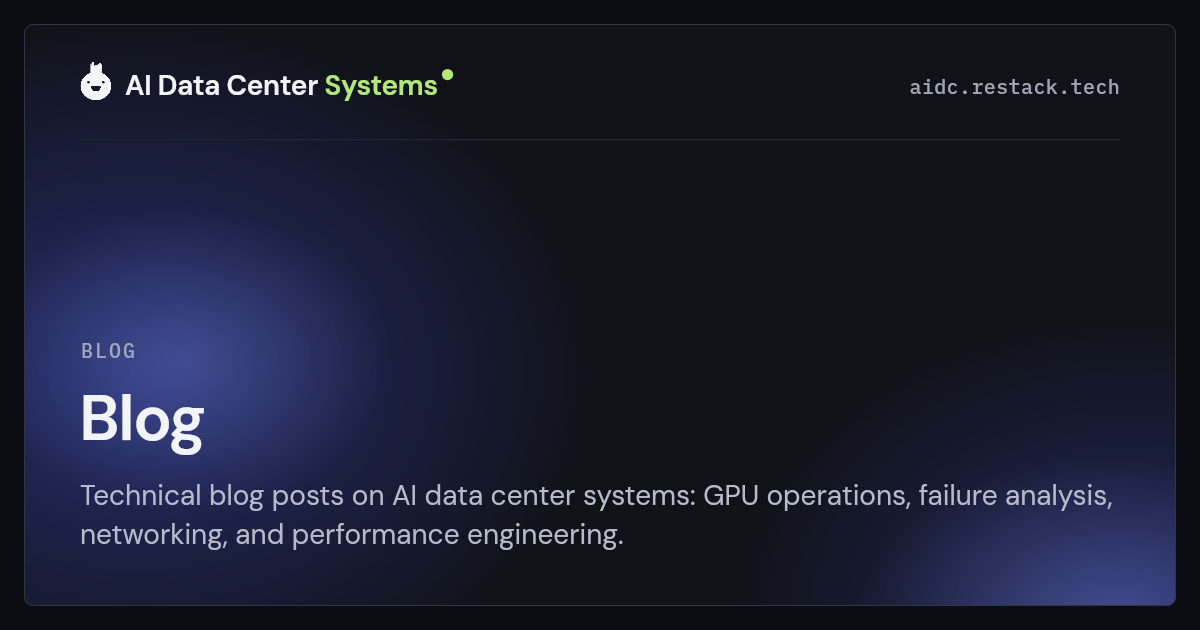 AI Data Center Systems
aidc.restack.tech
BLOG
Blog
Technical blog posts on AI data center systems: GPU operations, failure analysis,
networking, and performance engineering.